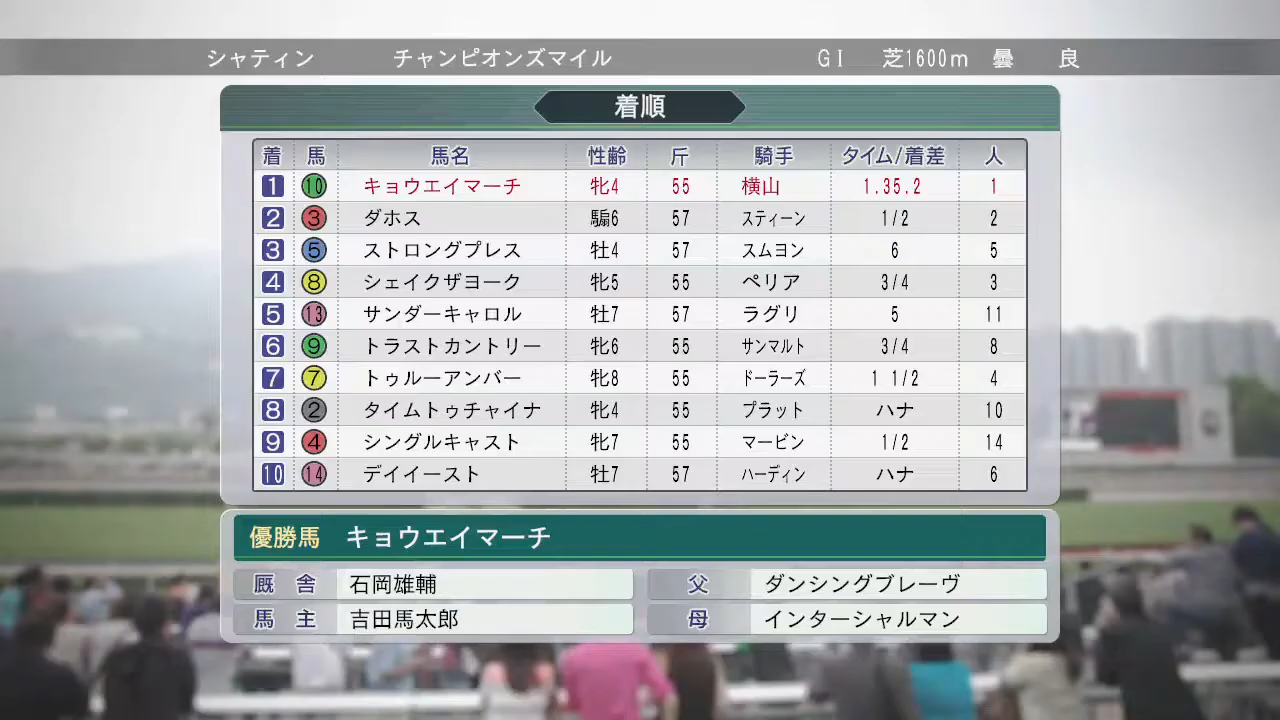 シャティン チャンピオンズマイル GⅠ 芝1600m 曇 良
着順
着 馬 馬名 性齢 斤 騎手 タイム/着差 人
1 10 キョウエイマーチ 牝4 55 横山 1.35.2 1
2 3 ダホス 騸6 57 スティーン 1/2 2
3 5 ストロングプレス 牡4 57 スムヨン 6 5
4 8 シェイクザヨーク 牝5 55 ペリア 3/4 3
5 13 サンダーキャロル 牡7 57 ラグリ 5 11
6 9 トラストカントリー 牝6 55 サンマルト 3/4 8
7 7 トゥルーアンバー 牝8 55 ドーラーズ 1 1/2 4
8 2 タイムトゥチャイナ 牝4 55 プラット ハナ 10
9 4 シングルキャスト 牝7 55 マービン 1/2 14
10 14 デイイースト 牡7 57 ハーディン ハナ 6
優勝馬 キョウエイマーチ
厩舎 石岡雄輔 父 ダンシングブレーヴ
馬主 吉田馬太郎 母 インターシャルマン